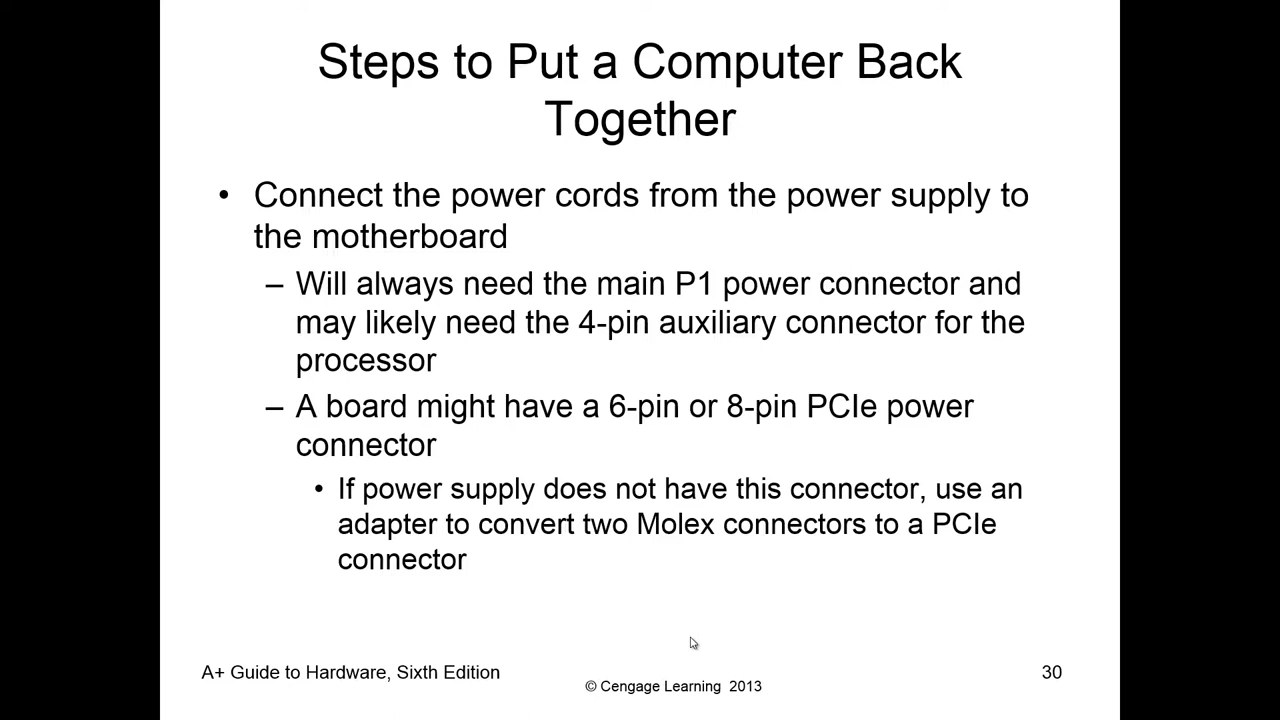 Steps to Put a Computer Back
Together
• Connect the power cords from the power supply to
the motherboard
– Will always need the main P1 power connector and
may likely need the 4-pin auxiliary connector for the
processor
– A board might have a 6-pin or 8-pin PCIe power
connector
• If power supply does not have this connector, use an
adapter to convert two Molex connectors to a PCIe
connector
A+ Guide to Hardware, Sixth Edition
© Cengage Learning 2013
30